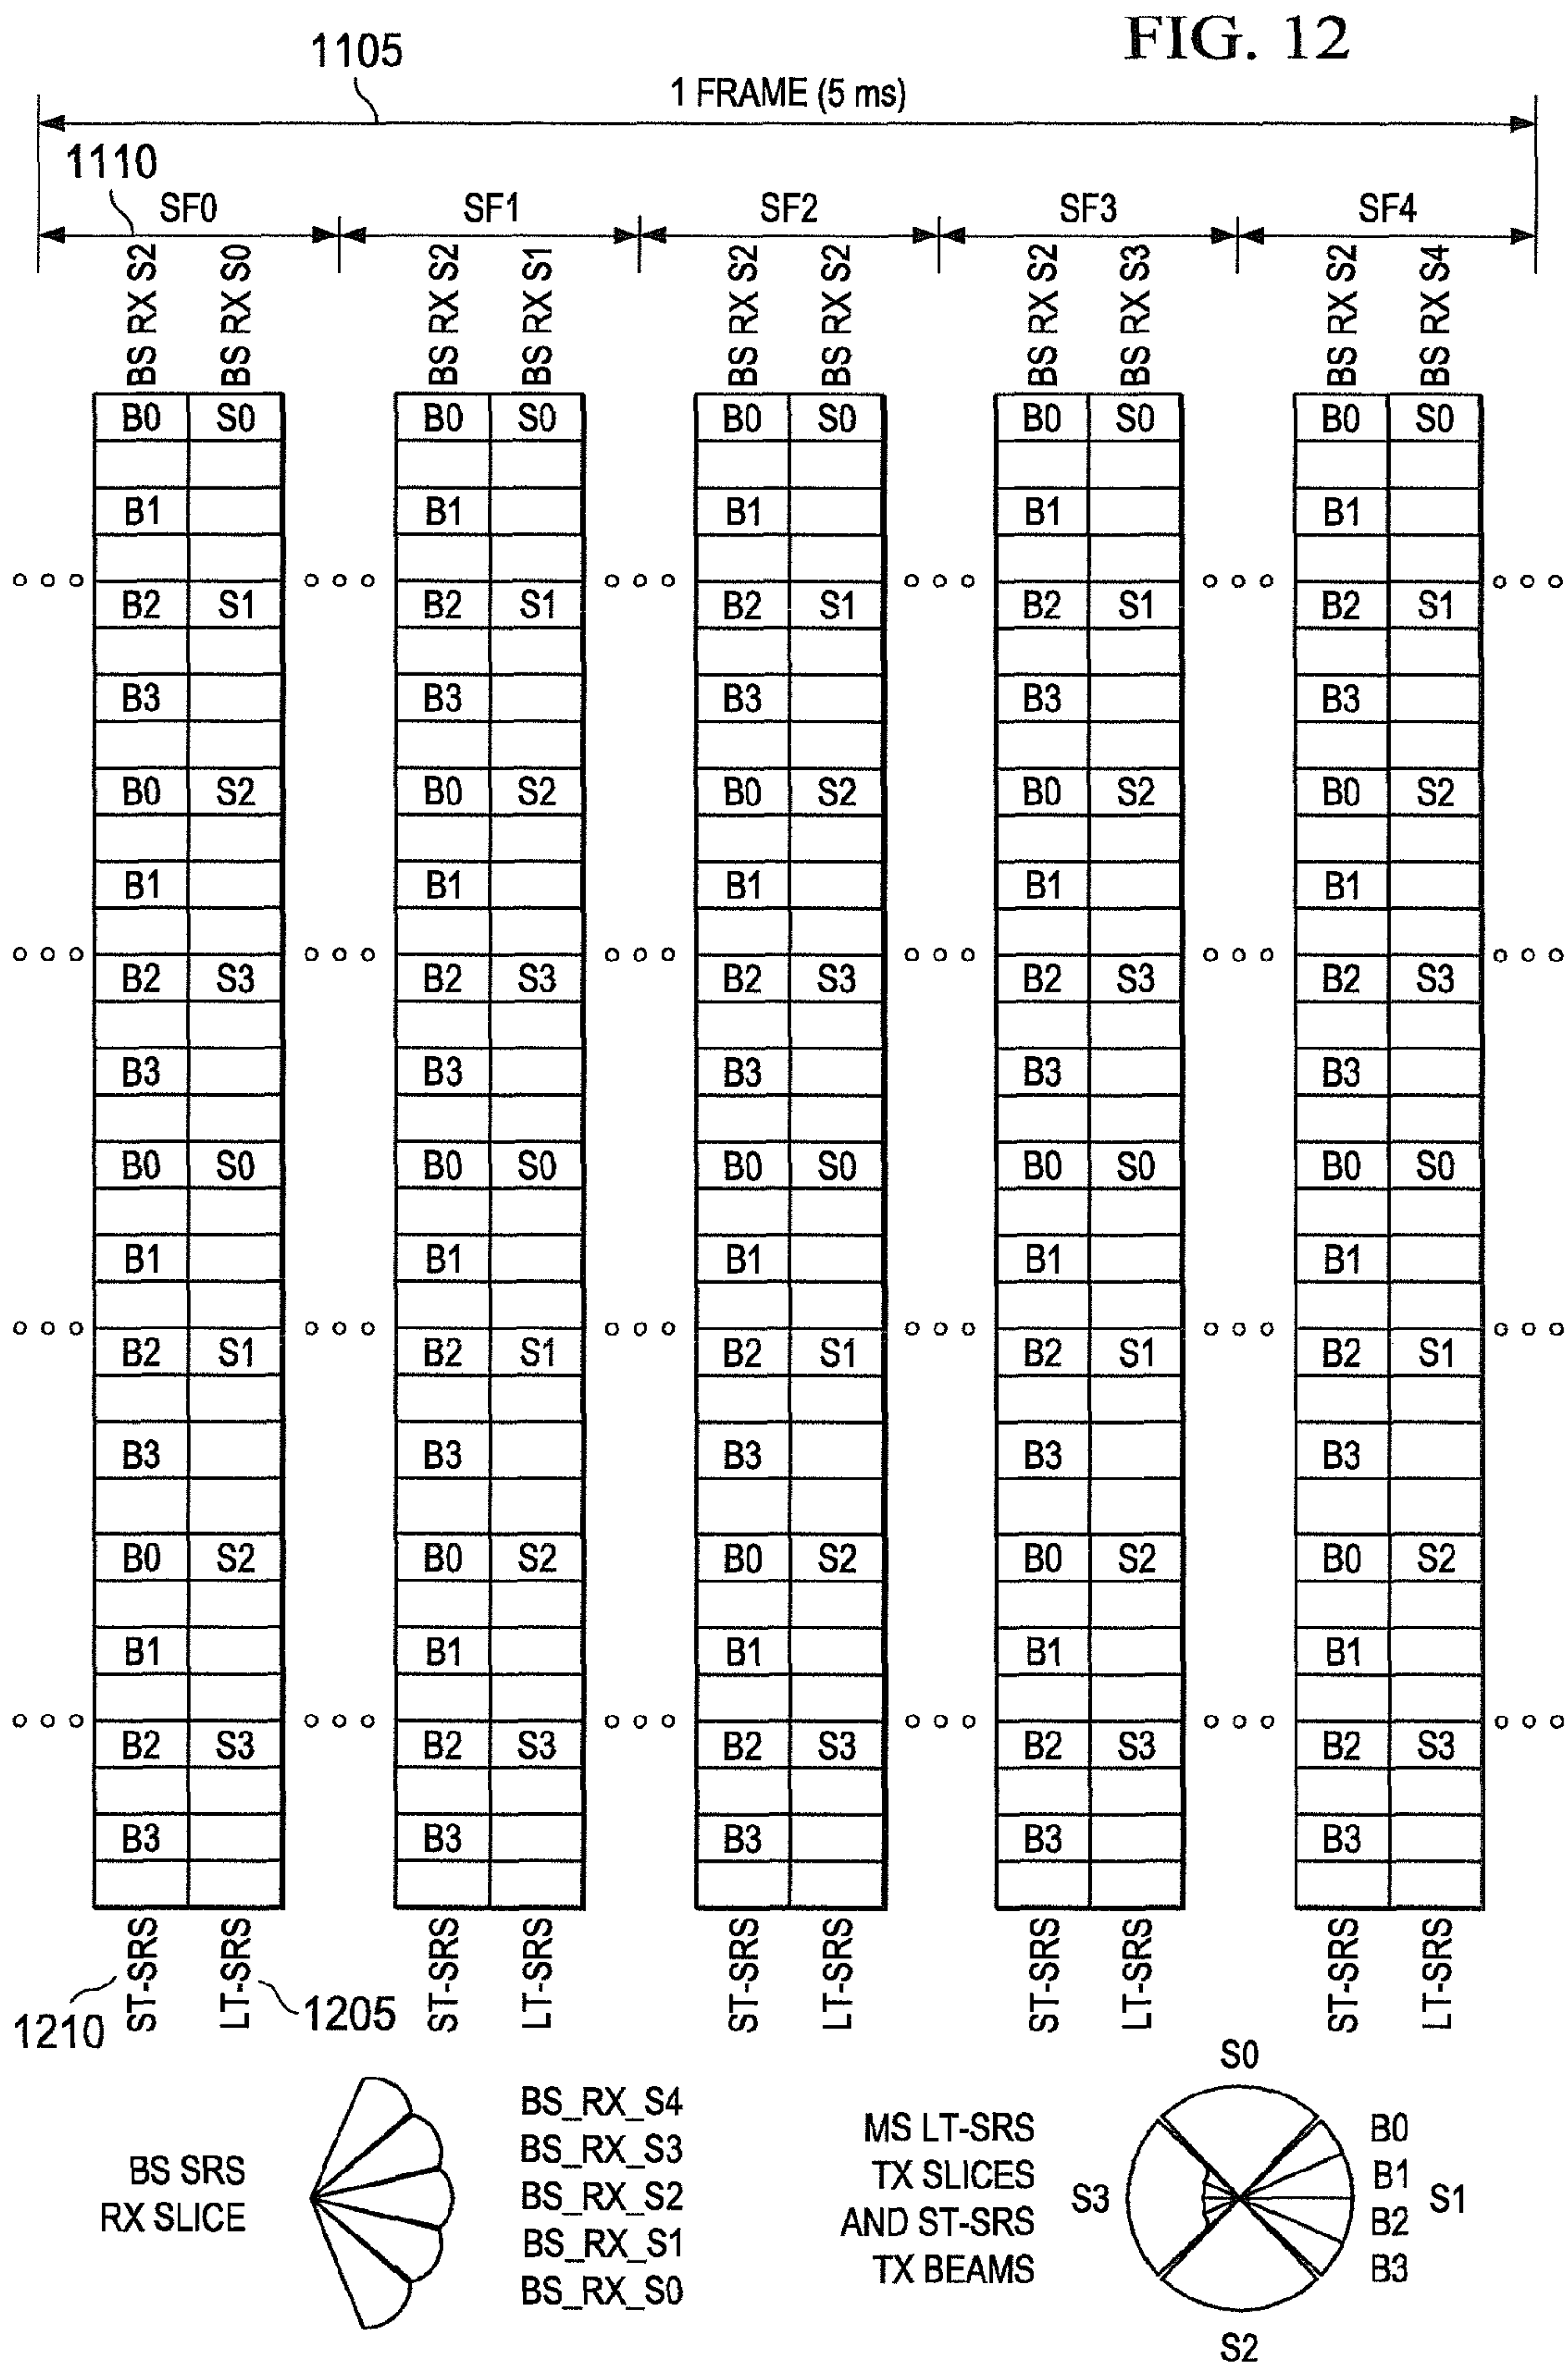 FIG. 12
1105
1 FRAME (5 ms)
1110
SF0 SF1 SF2 SF3 SF4
BS RX S2 BS RX S0 BS RX S2 BS RX S1 BS RX S2 BS RX S2 BS RX S2 BS RX S3 BS RX S2 BS RX S4
B0 S0 B0 S0 B0 S0 B0 S0 B0 S0
B1 B1 B1 B1 B1
B2 S1 B2 S1 B2 S1 B2 S1 B2 S1
B3 B3 B3 B3 B3
B0 S2 B0 S2 B0 S2 B0 S2 B0 S2
B1 B1 B1 B1 B1
B2 S3 B2 S3 B2 S3 B2 S3 B2 S3
B3 B3 B3 B3 B3
B0 S0 B0 S0 B0 S0 B0 S0 B0 S0
B1 B1 B1 B1 B1
B2 S1 B2 S1 B2 S1 B2 S1 B2 S1
B3 B3 B3 B3 B3
B0 S2 B0 S2 B0 S2 B0 S2 B0 S2
B1 B1 B1 B1 B1
B2 S3 B2 S3 B2 S3 B2 S3 B2 S3
B3 B3 B3 B3 B3
ST-SRS LT-SRS ST-SRS LT-SRS ST-SRS LT-SRS ST-SRS LT-SRS ST-SRS LT-SRS
1210 1205
BS SRS
RX SLICE
BS_RX_S4
BS_RX_S3
BS_RX_S2
BS_RX_S1
BS_RX_S0
MS LT-SRS
TX SLICES
AND ST-SRS
TX BEAMS
S0
S3
B0
B1
B2
B3
S1
S2